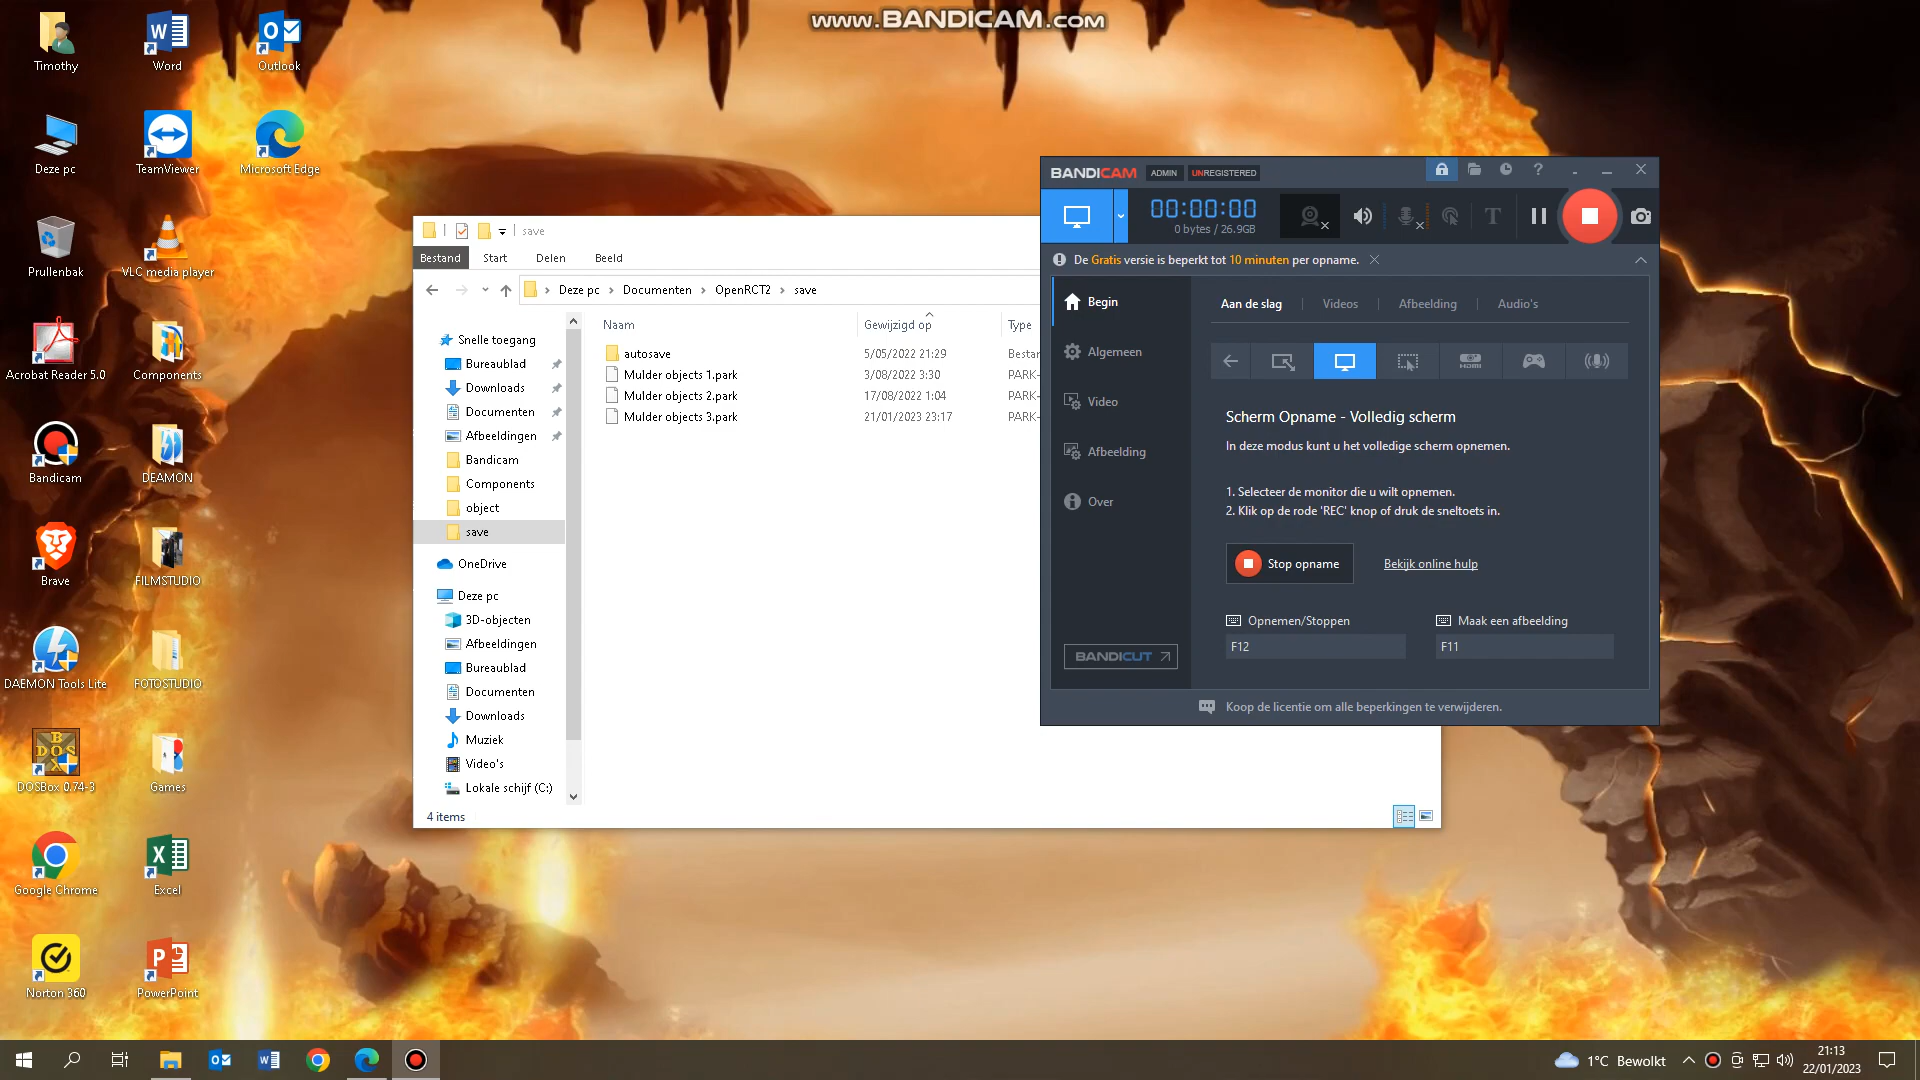 www.BANDICAM.com
Timothy
Word
Outlook
Deze pc
TeamViewer
Microsoft Edge
Prullenbak
VLC media player
Acrobat Reader 5.0
Components
Bandicam
DEAMON
Brave
FILMSTUDIO
DAEMON Tools Lite
FOTOSTUDIO
DOSBox 0.74-3
Games
Google Chrome
Excel
Norton 360
PowerPoint
save
Bestand
Start
Delen
Beeld
Deze pc
Documenten
OpenRCT2
save
Naam
Gewijzigd op
Type
autosave
5/05/2022 21:29
Bestan
Mulder objects 1.park
3/08/2022 3:30
PARK-
Mulder objects 2.park
17/08/2022 1:04
PARK-
Mulder objects 3.park
21/01/2023 23:17
PARK-
Snelle toegang
Bureaublad
Downloads
Documenten
Afbeeldingen
Bandicam
Components
object
save
OneDrive
Deze pc
3D-objecten
Afbeeldingen
Bureaublad
Documenten
Downloads
Muziek
Video's
Lokale schijf (C:)
4 items
BANDICAM
ADMIN
UNREGISTERED
00:00:00
0 bytes / 26.9GB
De Gratis versie is beperkt tot 10 minuten per opname.
Begin
Algemeen
Video
Afbeelding
Over
BANDICUT
Aan de slag
Videos
Afbeelding
Audio's
HDMI
Scherm Opname - Volledig scherm
In deze modus kunt u het volledige scherm opnemen.
1. Selecteer de monitor die u wilt opnemen.
2. Klik op de rode 'REC' knop of druk de sneltoets in.
Stop opname
Bekijk online hulp
Opnemen/Stoppen
Maak een afbeelding
F12
F11
Koop de licentie om alle beperkingen te verwijderen.
1°C Bewolkt
21:13
22/01/2023